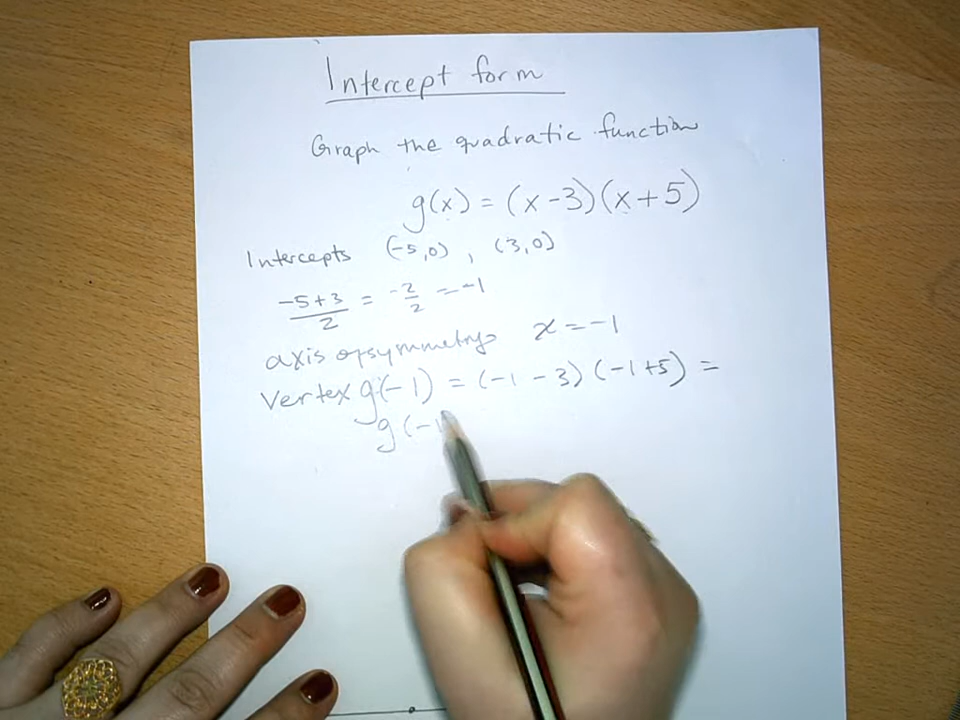 Intercept form
Graph the quadratic function
g(x) = (x-3)(x+5)
Intercepts (-5,0) , (3,0)
-5+3/2 = -2/2 = -1
axis of symmetry x = -1
Vertex g(-1) = (-1 - 3) (-1+5) =
g(-1